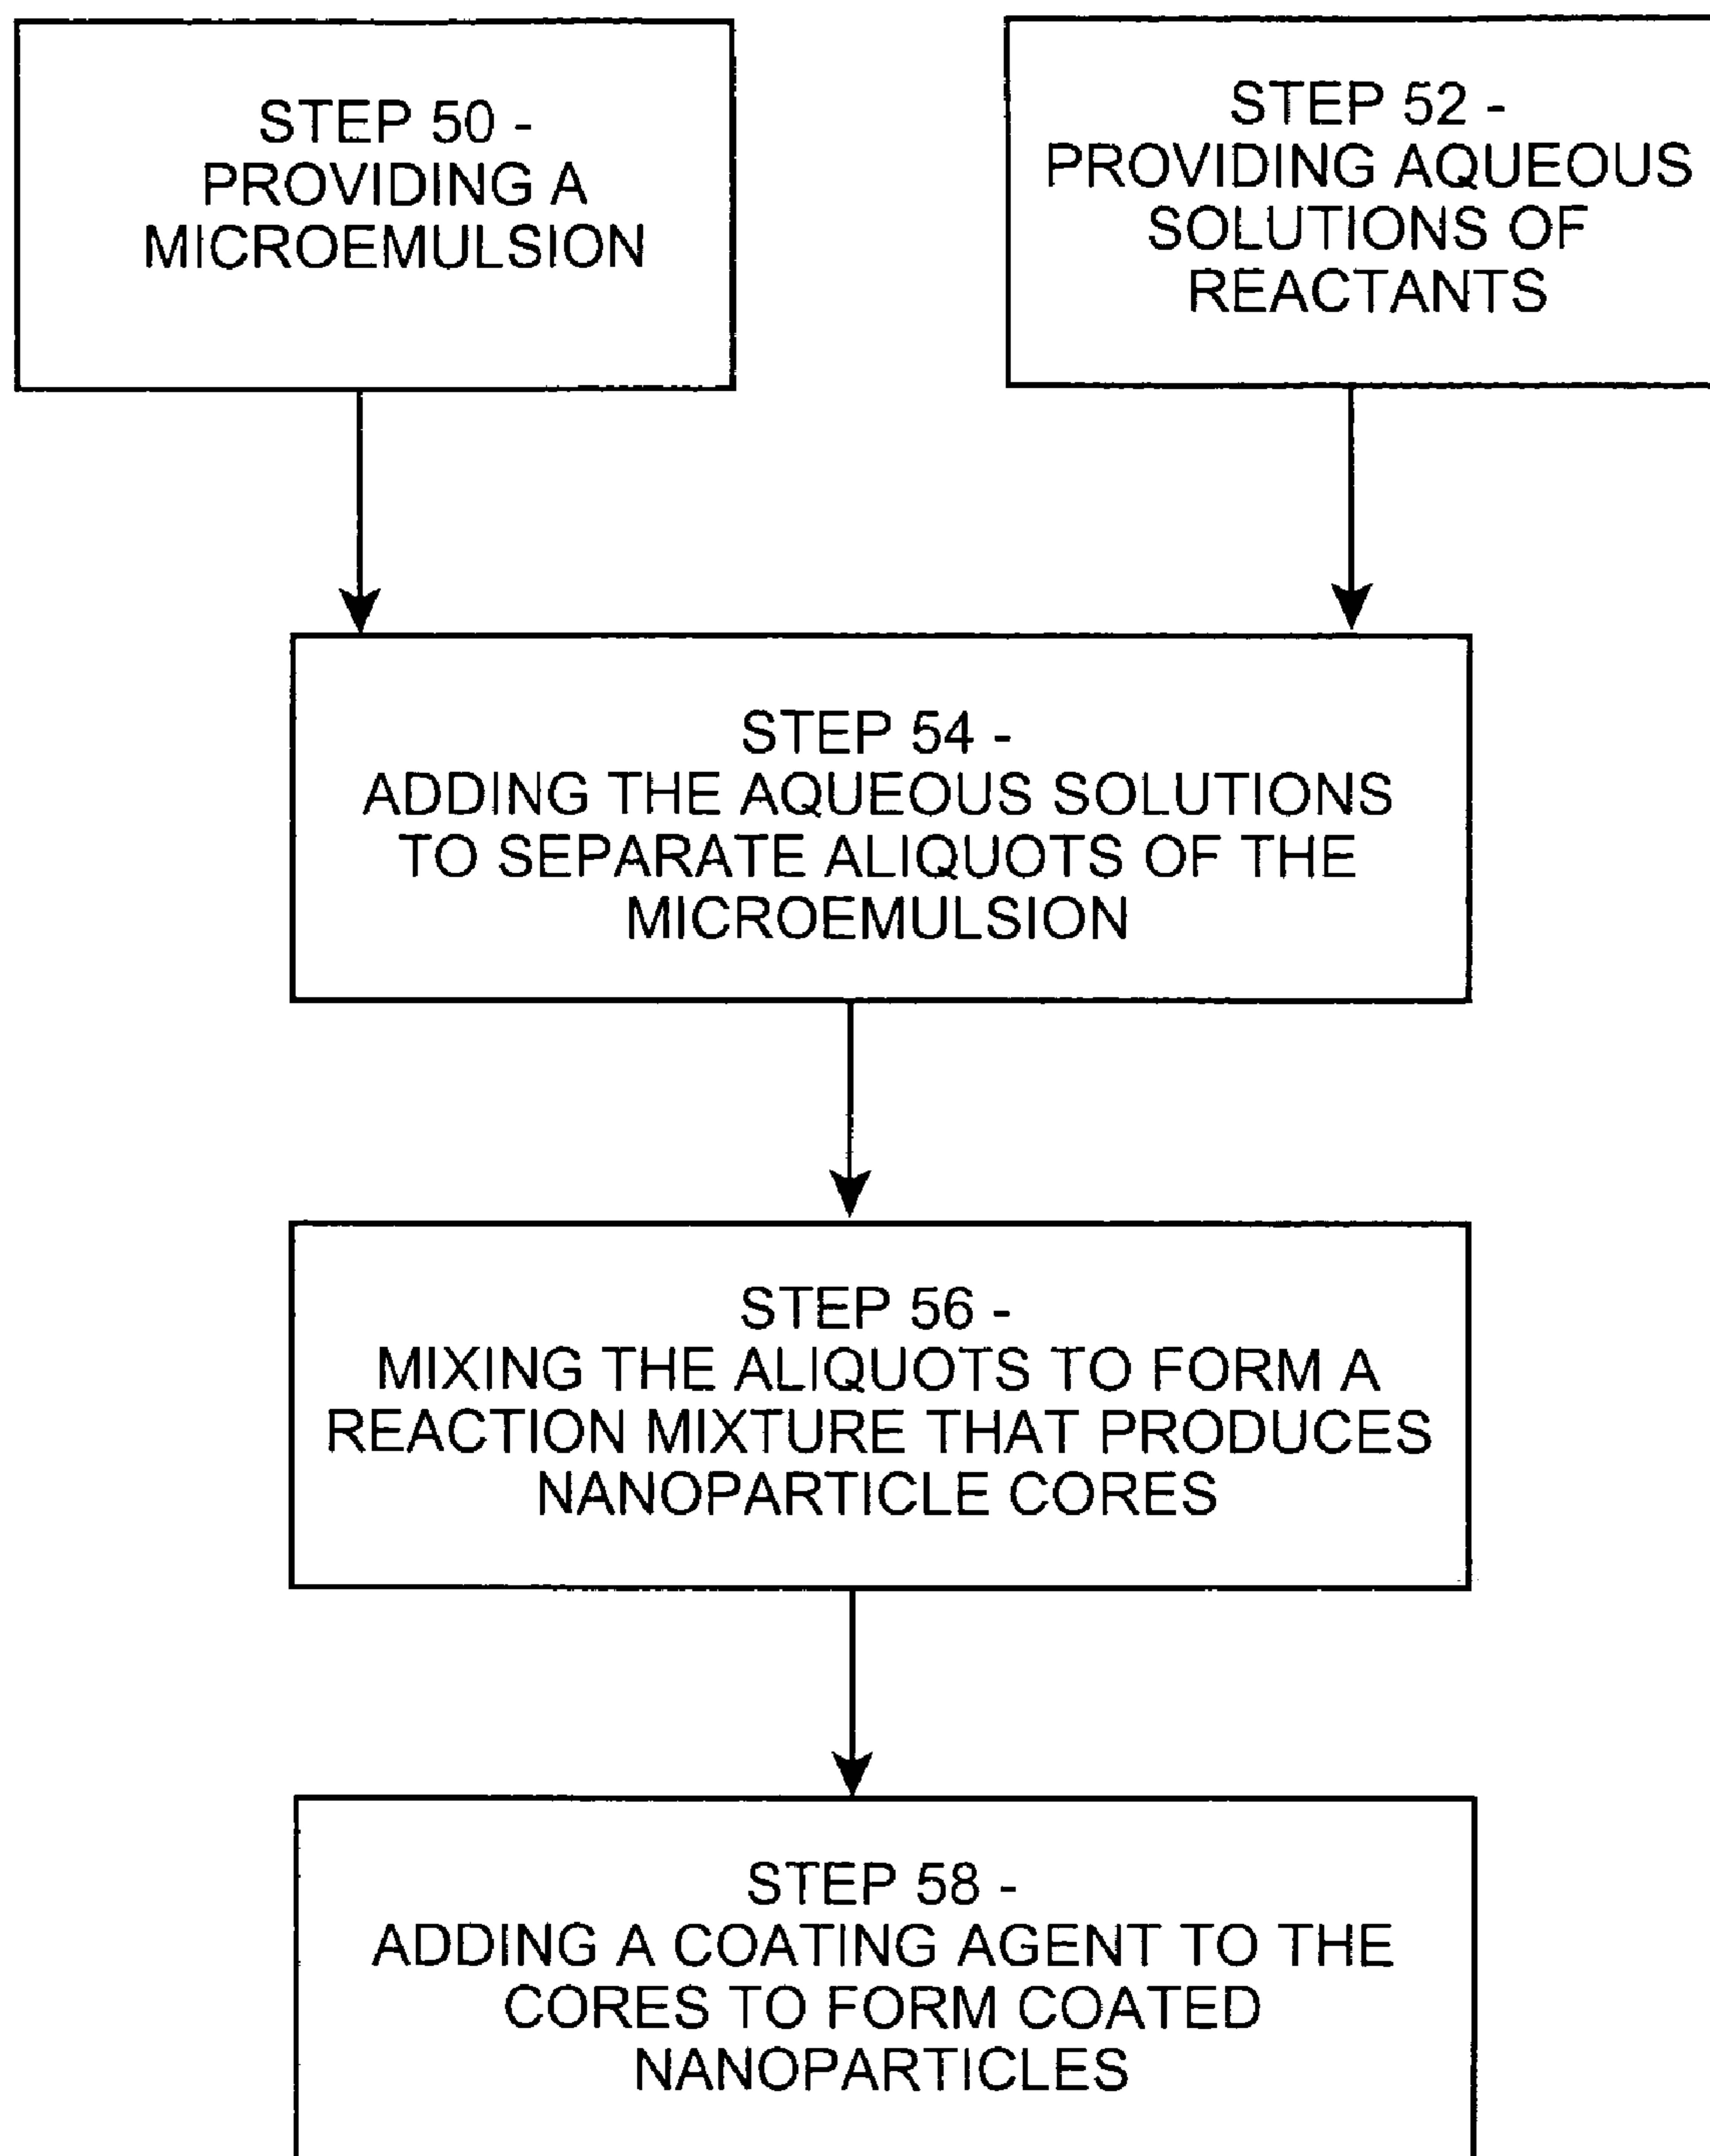 STEP 50 -
PROVIDING A
MICROEMULSION
STEP 52 -
PROVIDING AQUEOUS
SOLUTIONS OF
REACTANTS
STEP 54 -
ADDING THE AQUEOUS SOLUTIONS
TO SEPARATE ALIQUOTS OF THE
MICROEMULSION
STEP 56 -
MIXING THE ALIQUOTS TO FORM A
REACTION MIXTURE THAT PRODUCES
NANOPARTICLE CORES
STEP 58 -
ADDING A COATING AGENT TO THE
CORES TO FORM COATED
NANOPARTICLES